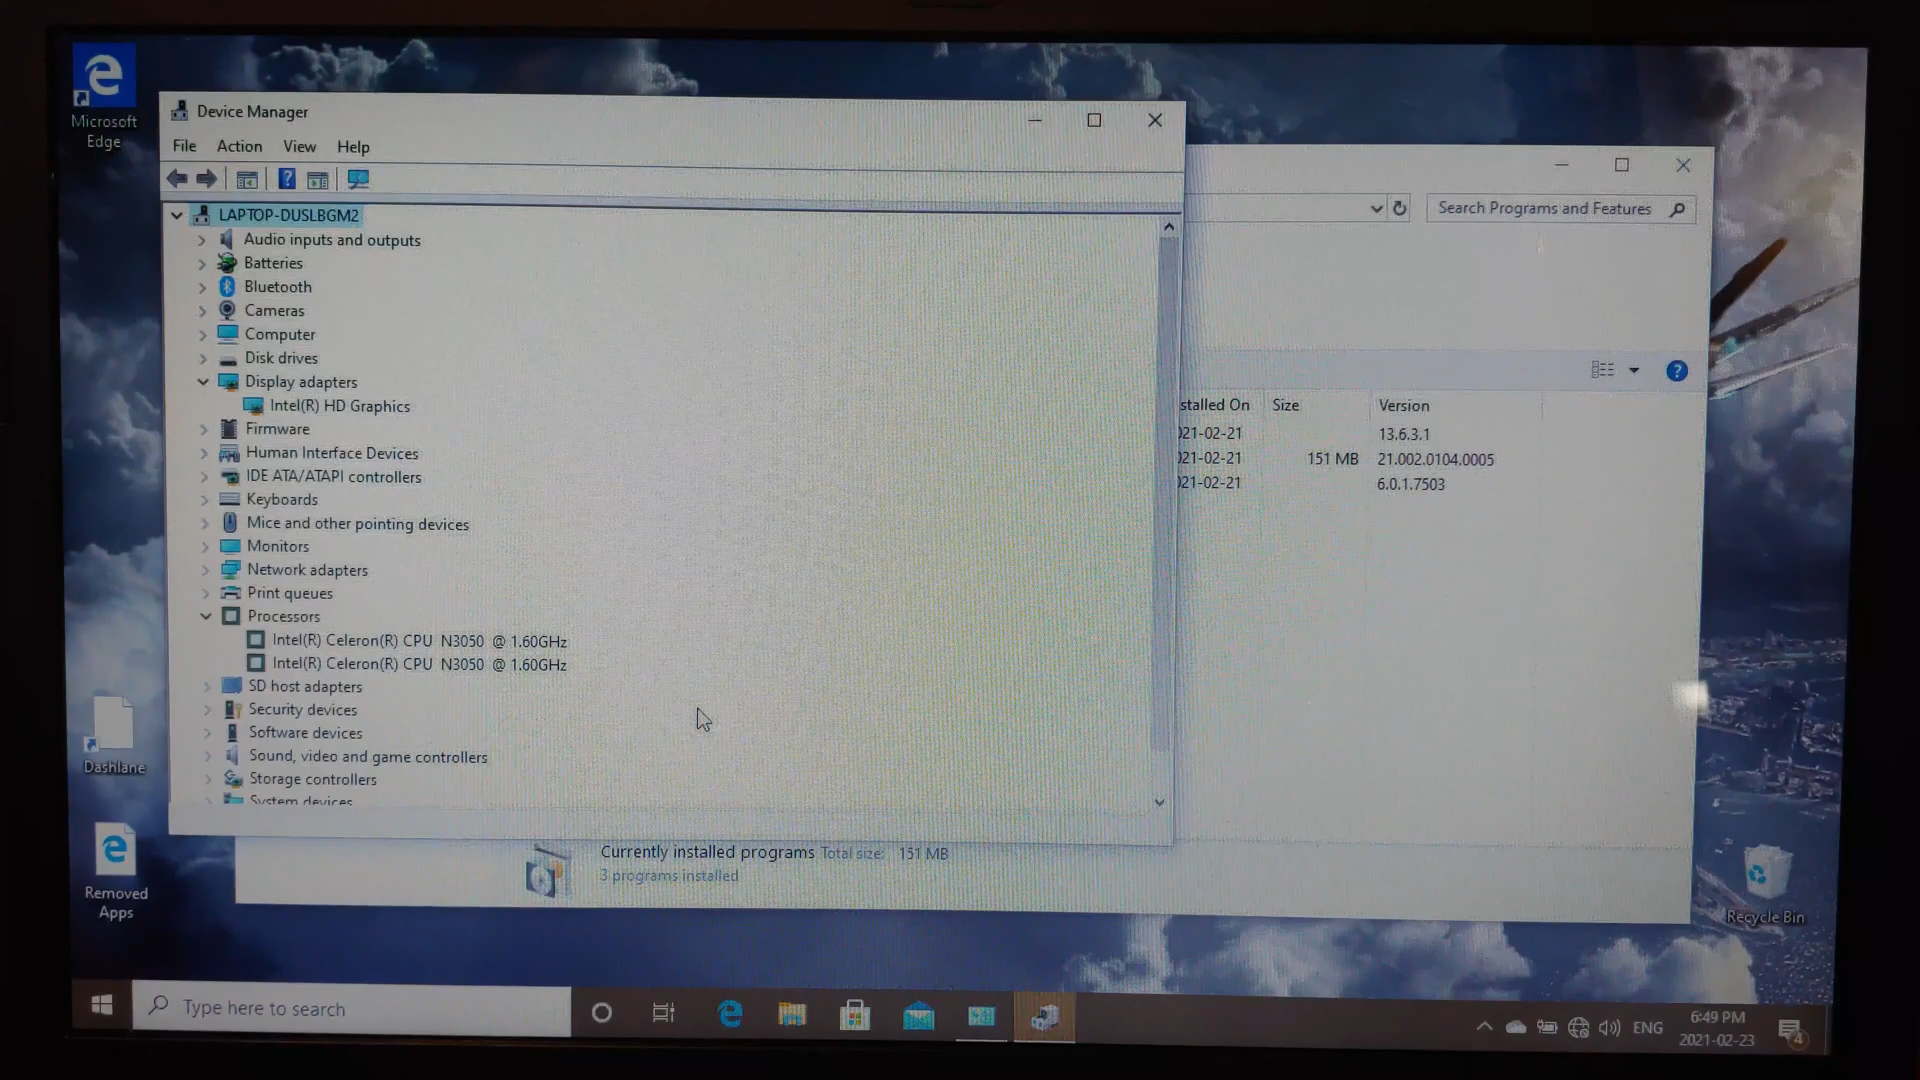 Microsoft
Edge
Device Manager
File Action View Help
LAPTOP-DUSLBGM2
Audio inputs and outputs
Batteries
Bluetooth
Cameras
Computer
Disk drives
Display adapters
Intel(R) HD Graphics
Firmware
Human Interface Devices
IDE ATA/ATAPI controllers
Keyboards
Mice and other pointing devices
Monitors
Network adapters
Print queues
Processors
Intel(R) Celeron(R) CPU N3050 @ 1.60GHz
Intel(R) Celeron(R) CPU N3050 @ 1.60GHz
SD host adapters
Security devices
Software devices
Sound, video and game controllers
Storage controllers
System devices
Search Programs and Features
stalled On Size Version
021-02-21 13.6.3.1
021-02-21 151 MB 21.002.0104.0005
021-02-21 6.0.1.7503
Currently installed programs Total size: 151 MB
3 programs installed
Dashlane
Removed
Apps
Recycle Bin
Type here to search
ENG
6:49 PM
2021-02-23
4